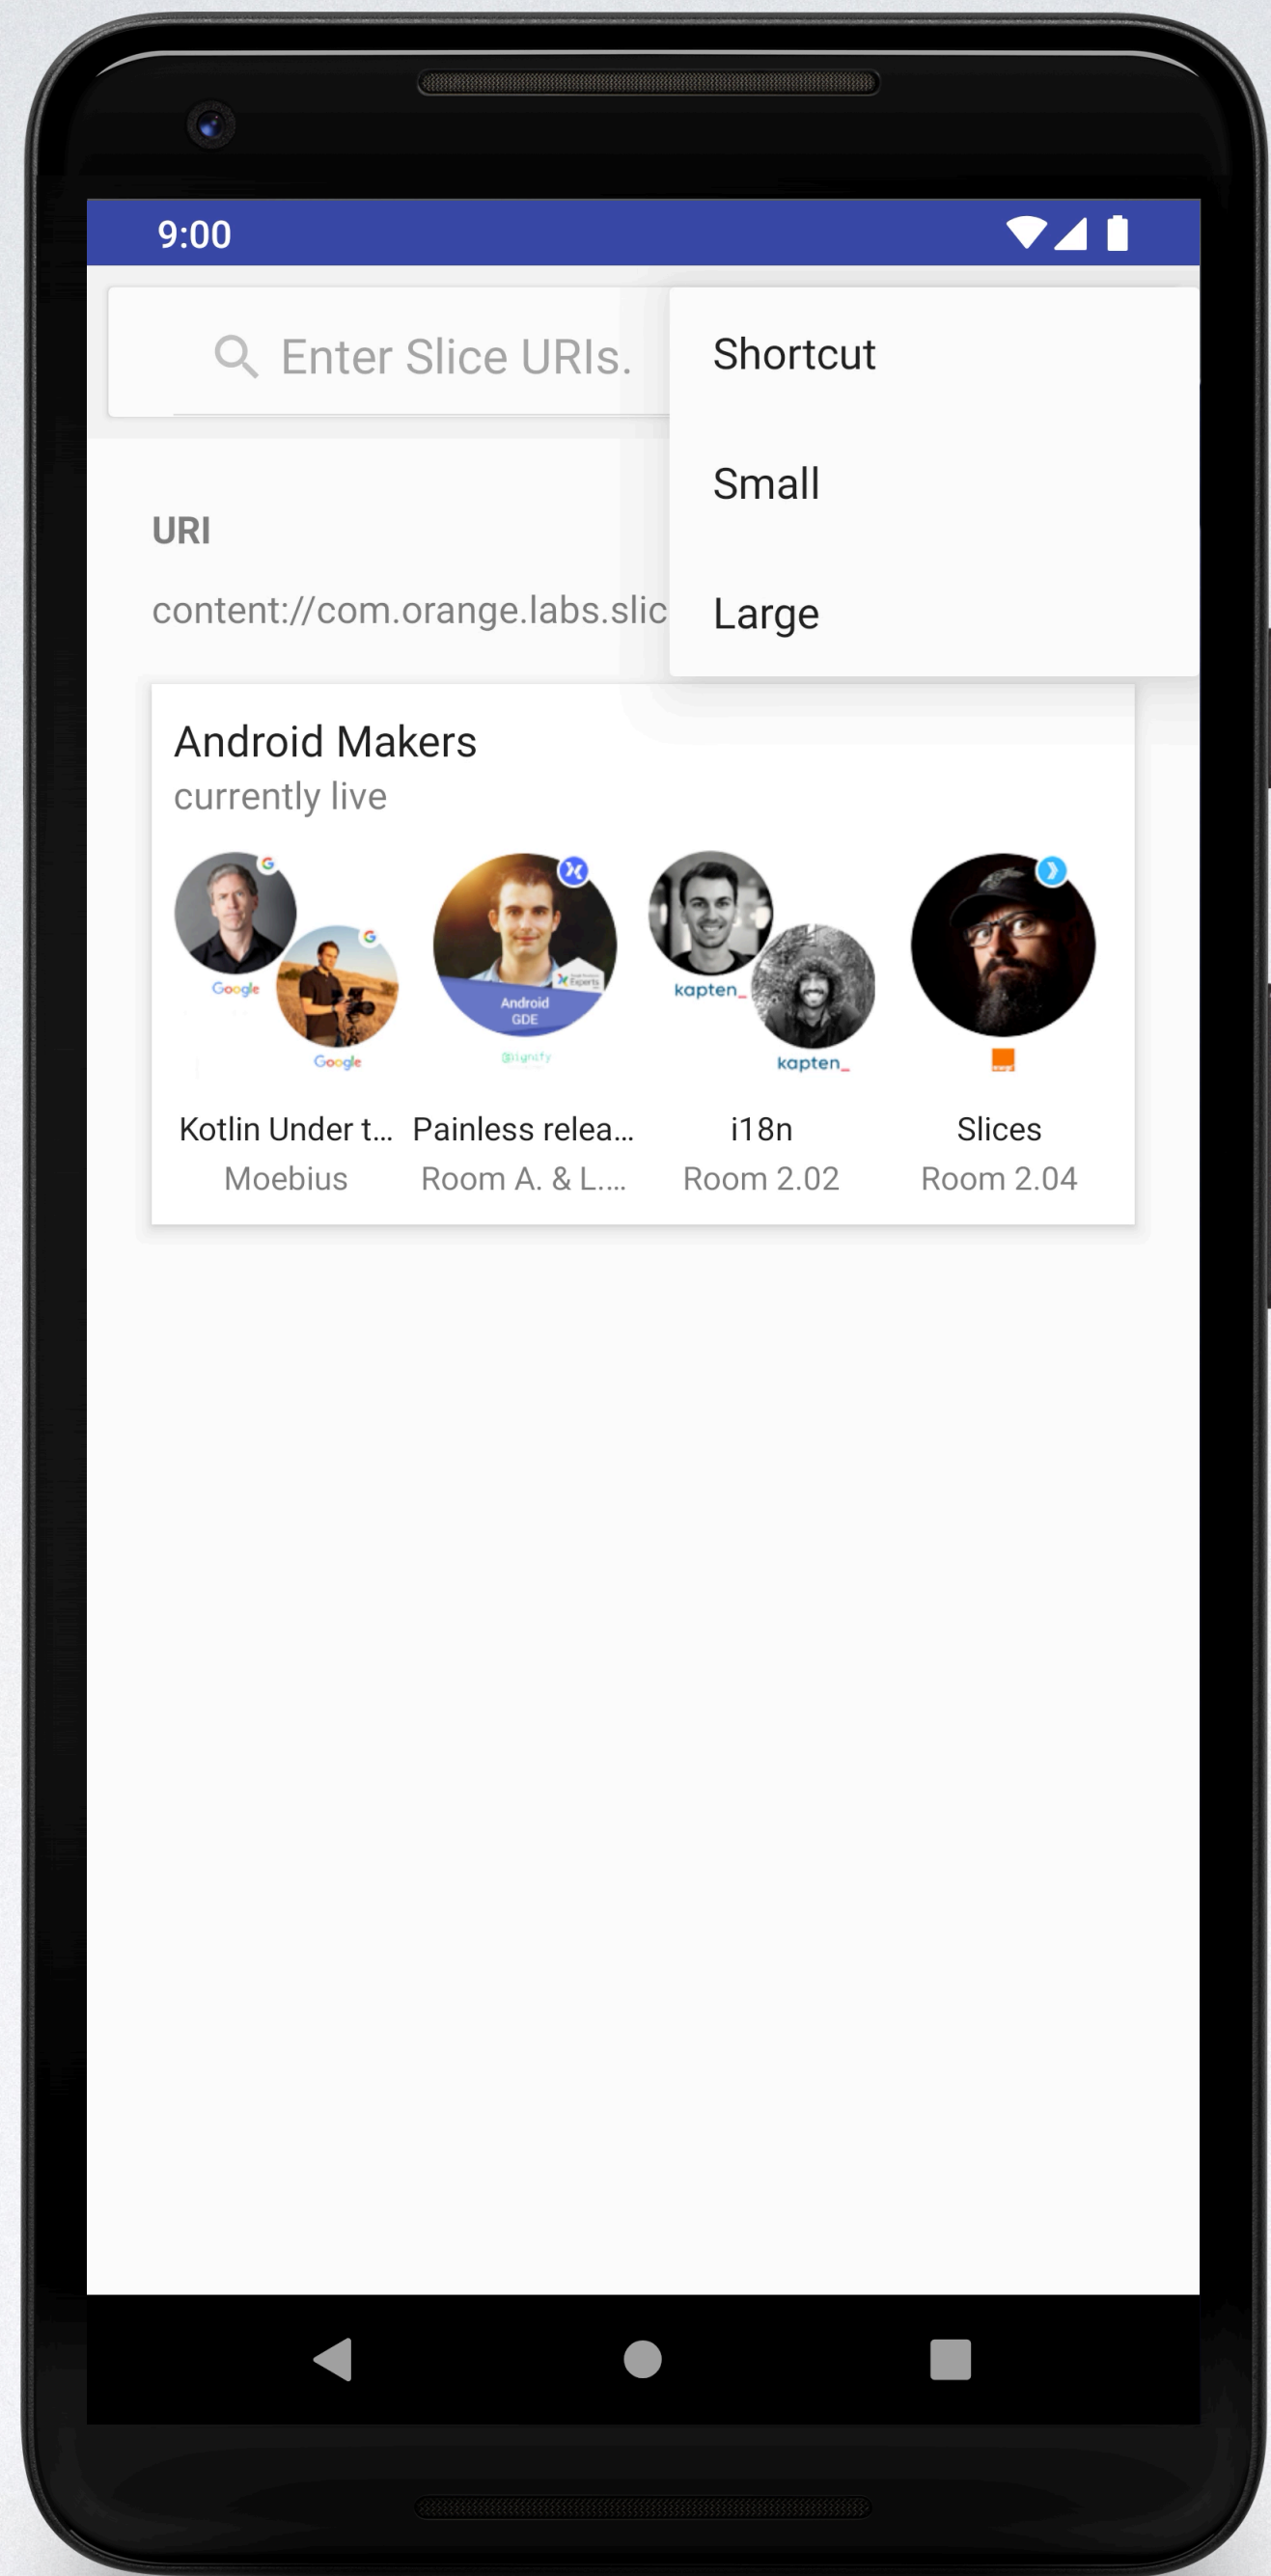 9:00
Enter Slice URIs.
Shortcut
Small
Large
URI
content://com.orange.labs.slic
Android Makers
currently live
Google
Google
Experts
Android
GDE
kapten_
kapten_
Kotlin Under t... Painless relea... i18n Slices
Moebius Room A. & L.... Room 2.02 Room 2.04